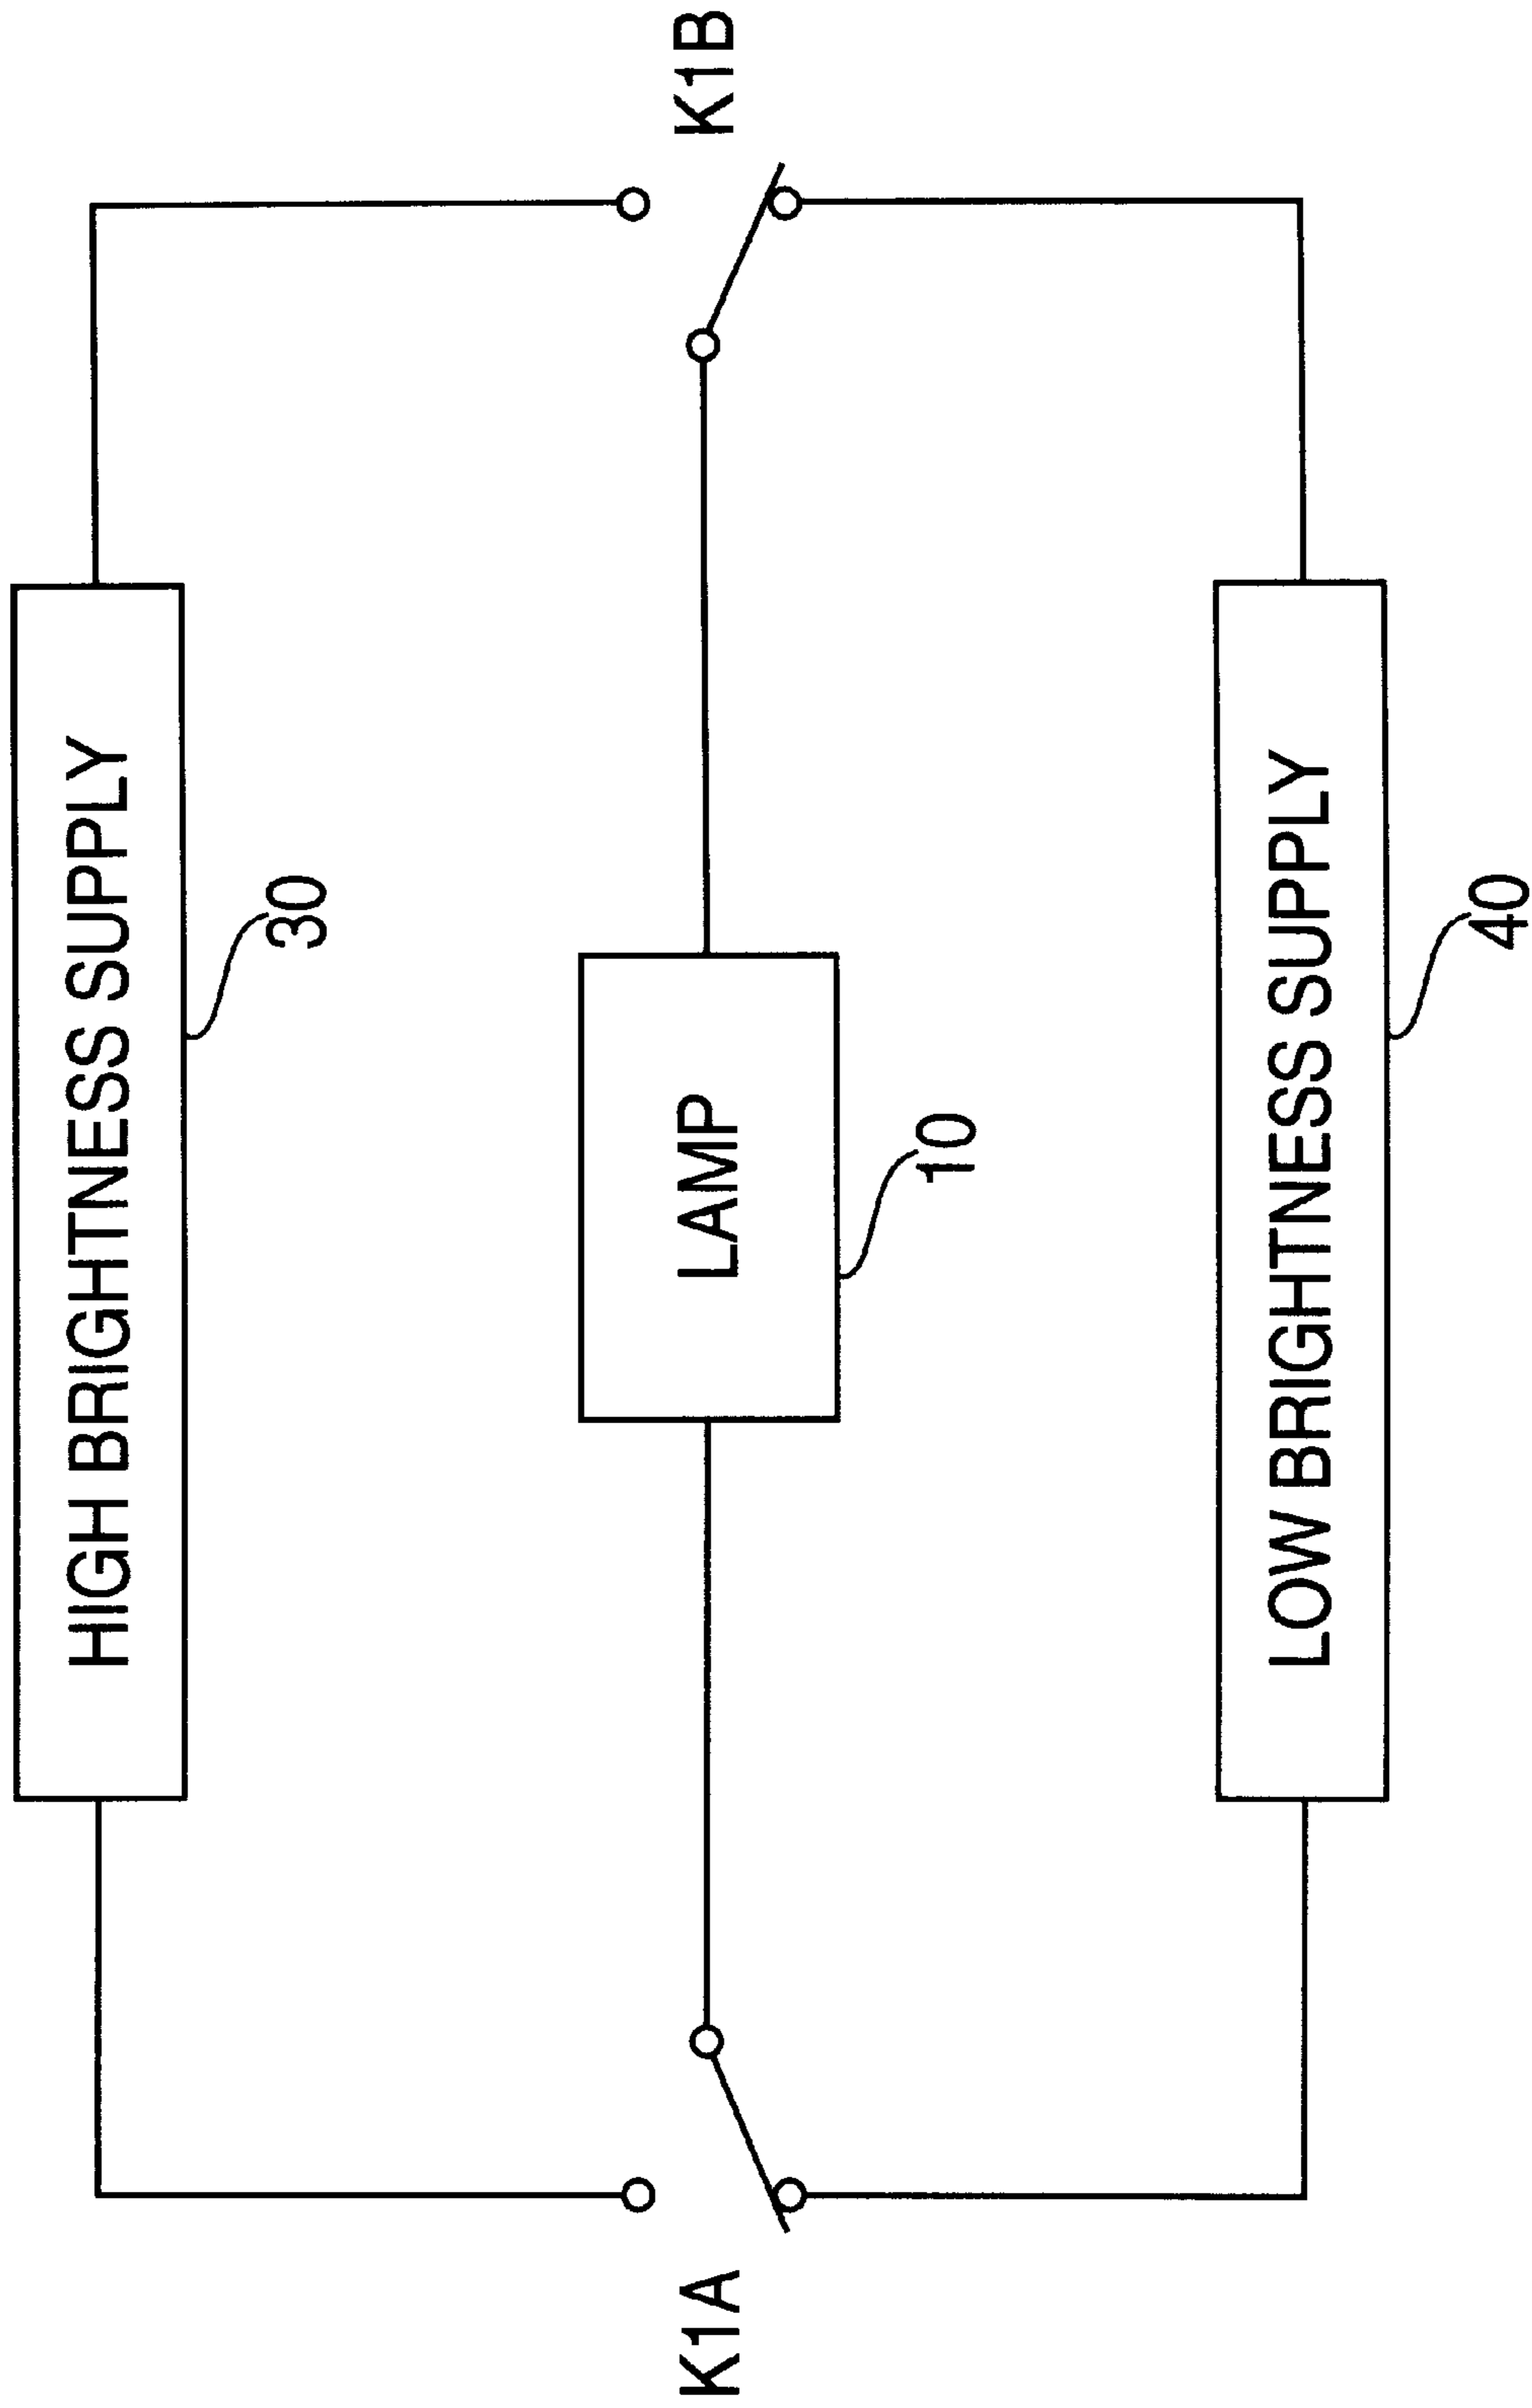 HIGH BRIGHTNESS SUPPLY
30
K1A
LAMP
K1B
10
LOW BRIGHTNESS SUPPLY
40